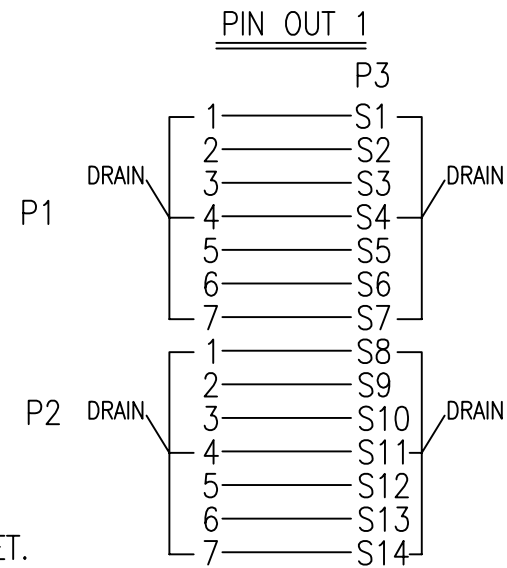 PIN OUT 1
P3
1 S1
2 S2
DRAIN 3 S3 DRAIN
P1 4 S4
5 S5
6 S6
7 S7
1 S8
2 S9
P2 DRAIN 3 S10 DRAIN
4 S11
5 S12
6 S13
7 S14
ET.